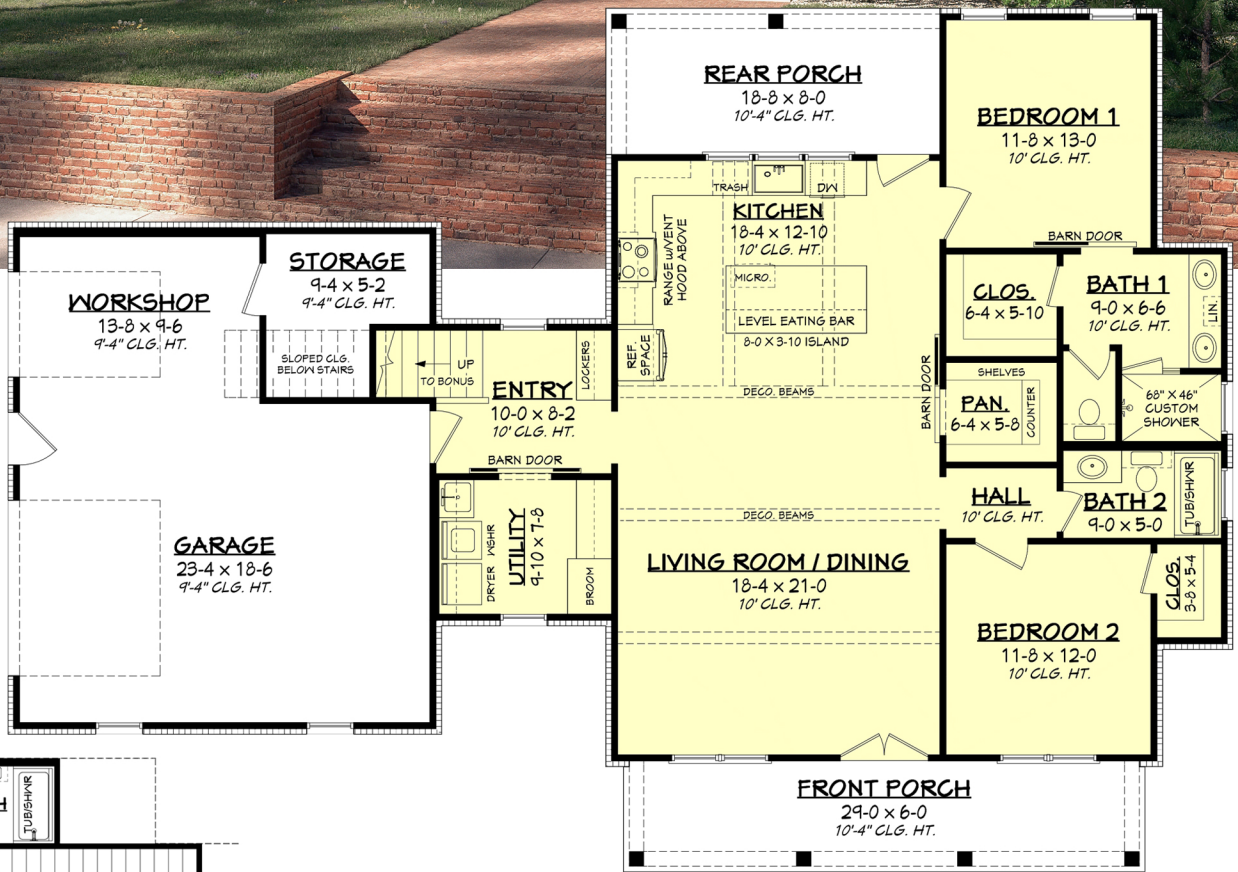 REAR PORCH
18-8 x 8-0
10'-4" CLG. HT.
BEDROOM 1
11-8 x 13-0
10' CLG. HT.
BARN DOOR
TRASH
DW
KITCHEN
18-4 x 12-10
10' CLG. HT.
RANGE W/VENT
HOOD ABOVE
MICRO.
LEVEL EATING BAR
8-0 X 3-10 ISLAND
REF.
SPACE
DECO. BEAMS
STORAGE
9-4 x 5-2
9'-4" CLG. HT.
WORKSHOP
13-8 x 9-6
9'-4" CLG. HT.
SLOPED CLG.
BELOW STAIRS
UP
TO BONUS
LOCKERS
ENTRY
10-0 x 8-2
10' CLG. HT.
BARN DOOR
CLOS.
6-4 x 5-10
BATH 1
9-0 x 6-6
10' CLG. HT.
LIN.
BARN DOOR
SHELVES
PAN.
6-4 x 5-8
COUNTER
68" X 46"
CUSTOM
SHOWER
HALL
10' CLG. HT.
BATH 2
9-0 x 5-0
TUB/SHWR
DECO. BEAMS
GARAGE
23-4 x 18-6
9'-4" CLG. HT.
DRYER
WSHR
UTILITY
9-10 x 7-8
BROOM
LIVING ROOM / DINING
18-4 x 21-0
10' CLG. HT.
CLOS.
3-8 x 5-4
BEDROOM 2
11-8 x 12-0
10' CLG. HT.
FRONT PORCH
29-0 x 6-0
10'-4" CLG. HT.
TUB/SHWR